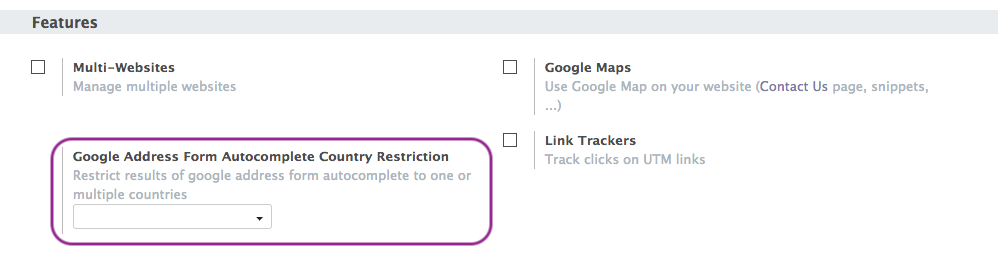 Features
Multi-Websites
Manage multiple websites
Google Maps
Use Google Map on your website (Contact Us page, snippets,
...)
Google Address Form Autocomplete Country Restriction
Restrict results of google address form autocomplete to one or
multiple countries
Link Trackers
Track clicks on UTM links